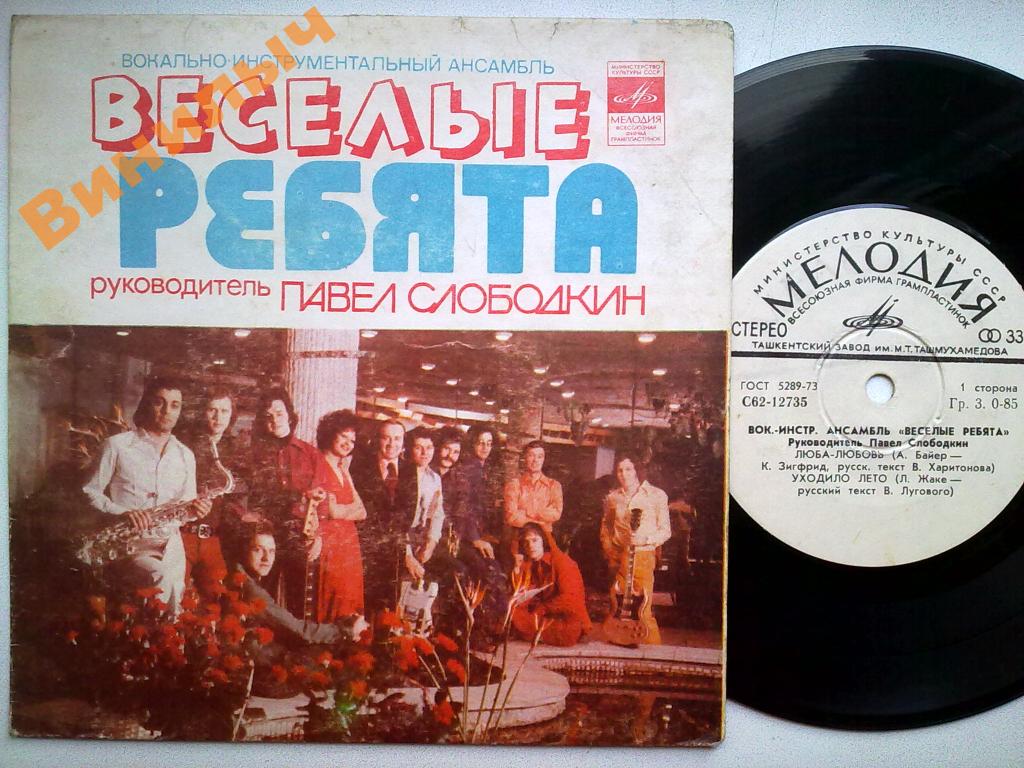 Винилыч
ВОКАЛЬНО-ИНСТРУМЕНТАЛЬНЫЙ АНСАМБЛЬ
ВЕСЕЛЫЕ
РЕБЯТА
руководитель ПАВЕЛ СЛОБОДКИН
МИНИСТЕРСТВО
КУЛЬТУРЫ СССР
МЕЛОДИЯ
ВСЕСОЮЗНАЯ
ФИРМА
ГРАМПЛАСТИНОК
МИНИСТЕРСТВО КУЛЬТУРЫ СССР
МЕЛОДИЯ
ВСЕСОЮЗНАЯ ФИРМА ГРАМПЛАСТИНОК
СТЕРЕО 33
ТАШКЕНТСКИЙ ЗАВОД ИМ. М.Т. ТАШМУХАМЕДОВА
ГОСТ 5289-73 1 сторона
С62-12735 Гр. 3. 0-85
ВОК.-ИНСТР. АНСАМБЛЬ «ВЕСЕЛЫЕ РЕБЯТА»
Руководитель Павел Слободкин
ЛЮБА-ЛЮБОВЬ (А. Байер —
К. Зигфрид, русск. текст В. Харитонова)
УХОДИЛО ЛЕТО (Л. Жаке —
русский текст В. Лугового)